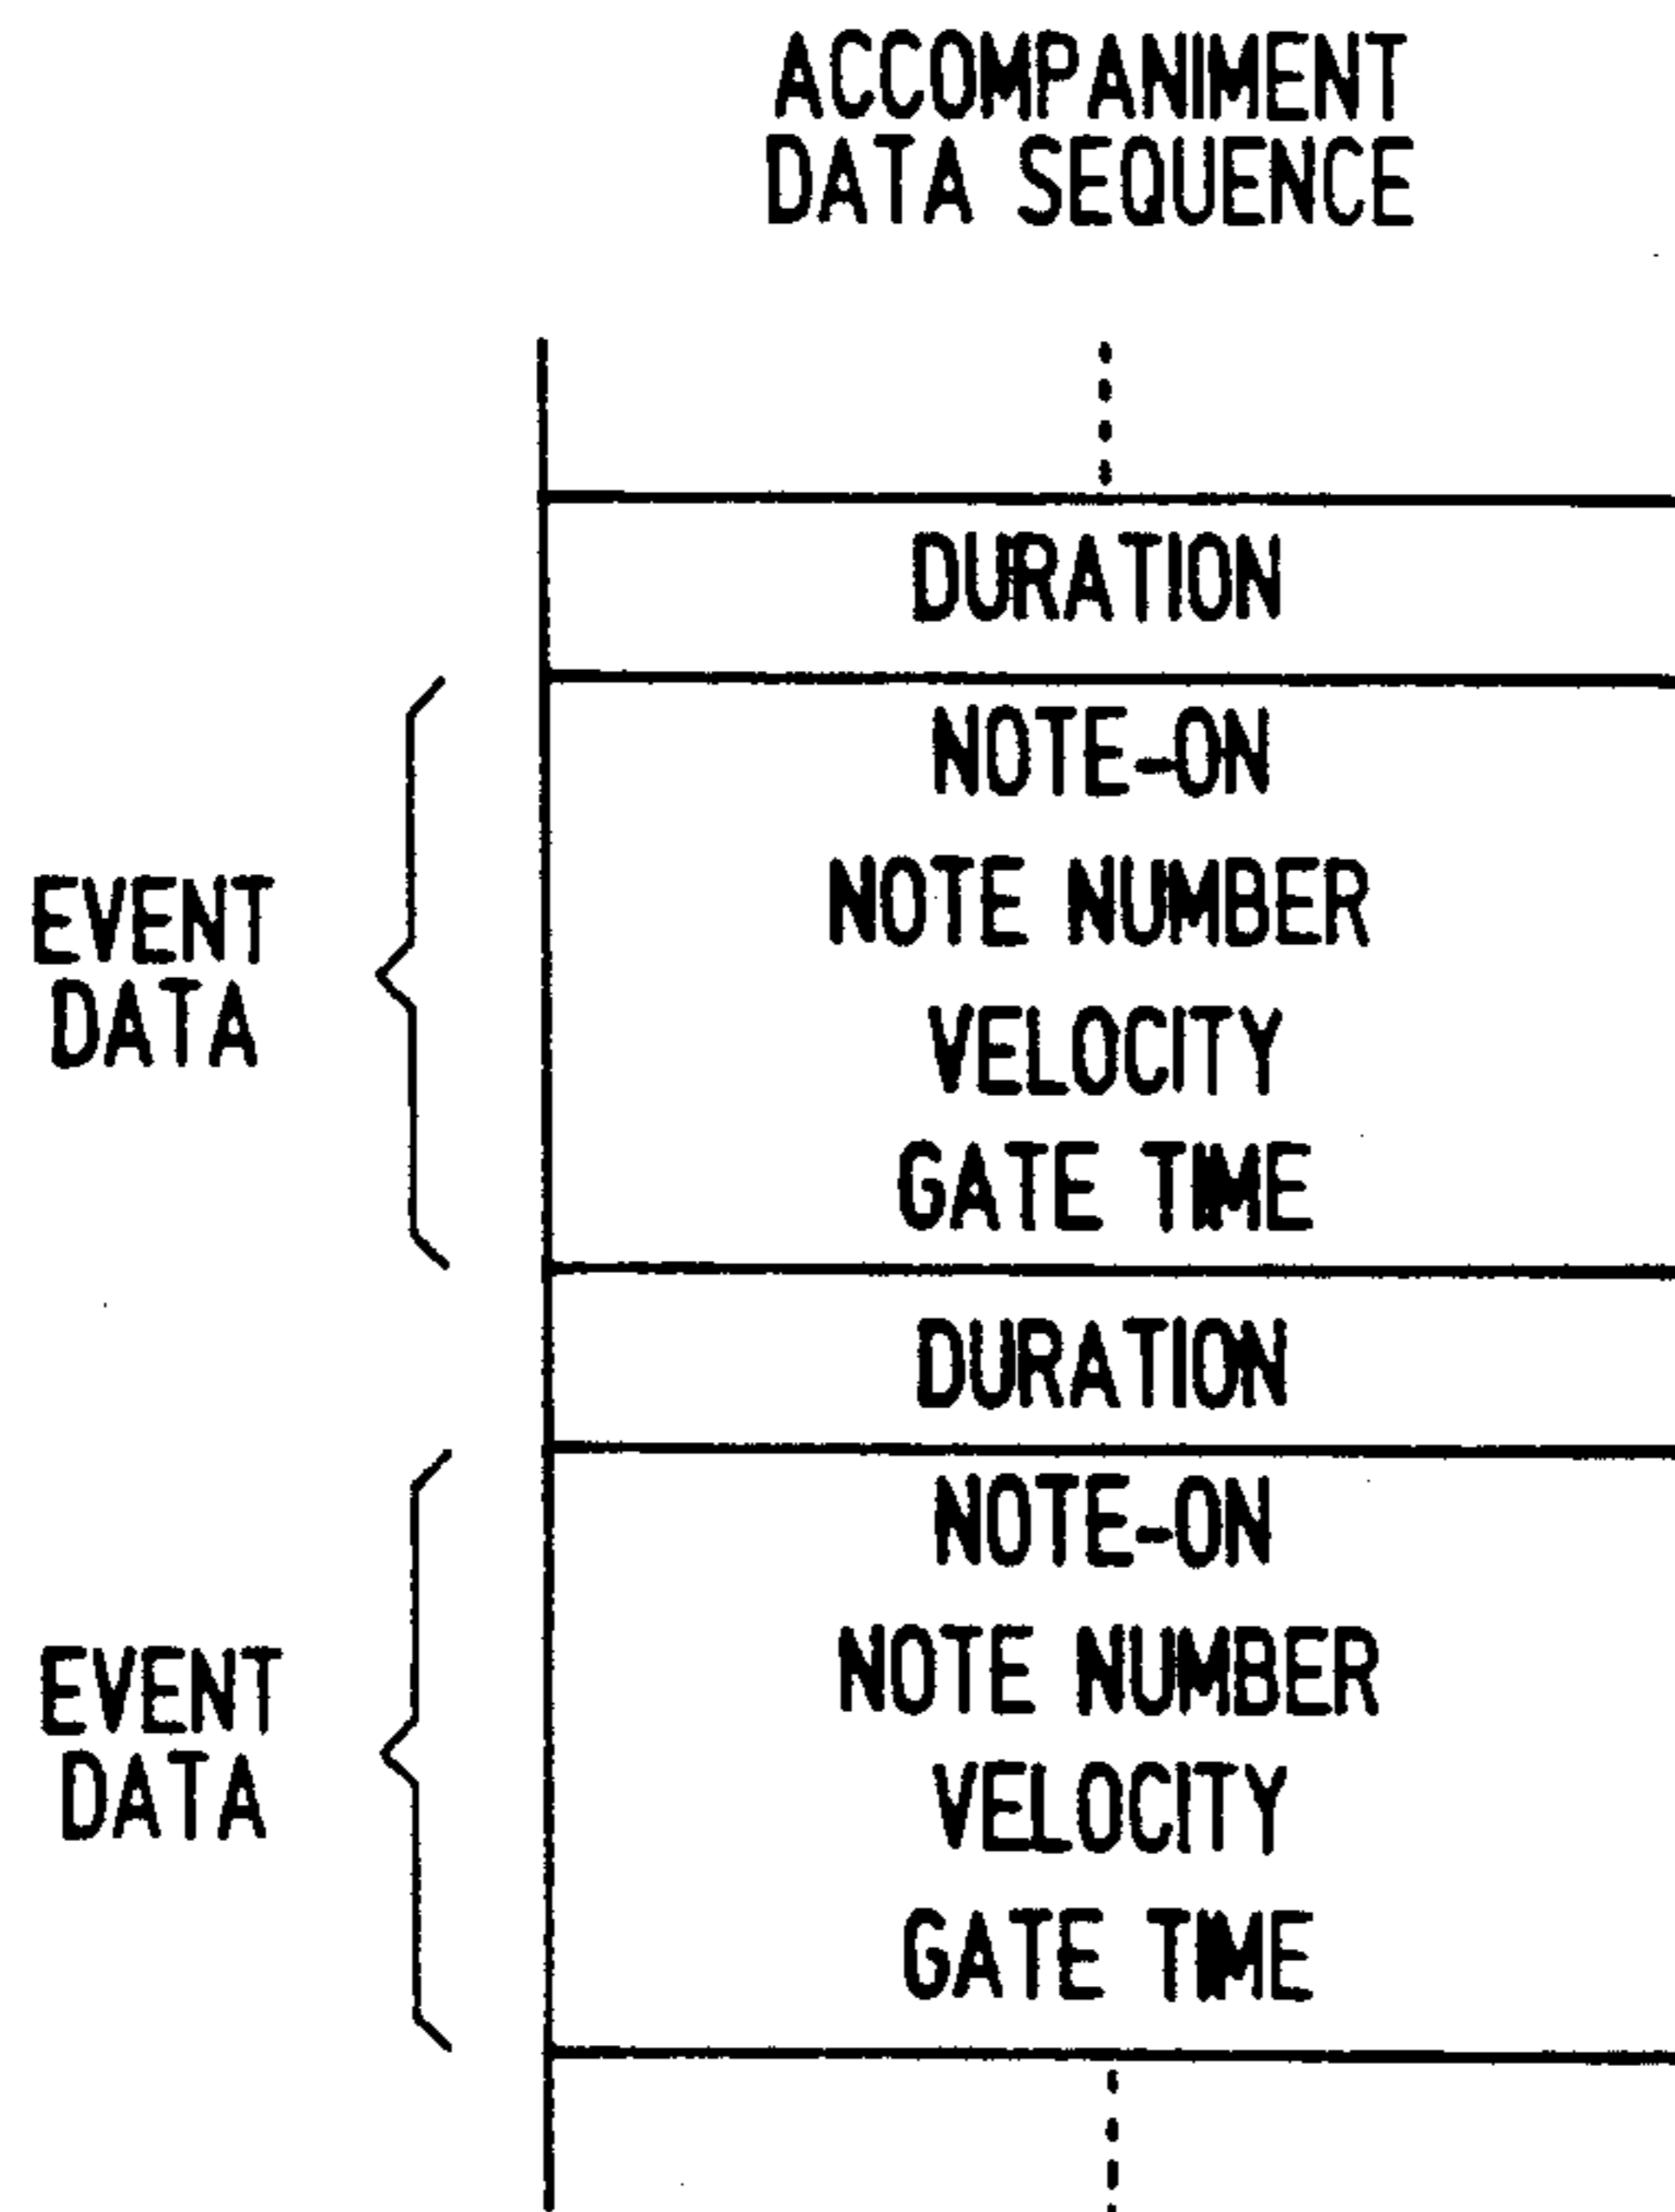 ACCOMPANIMENT
DATA SEQUENCE
DURATION
NOTE-ON
NOTE NUMBER
VELOCITY
GATE TIME
EVENT
DATA
DURATION
NOTE-ON
NOTE NUMBER
VELOCITY
GATE TIME
EVENT
DATA